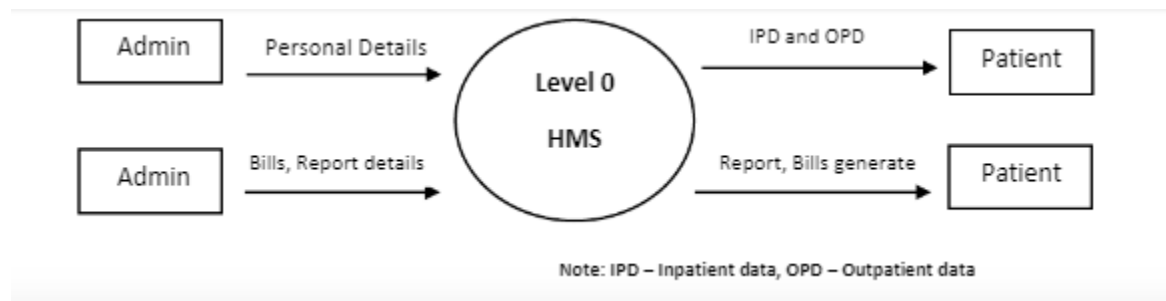 Admin
Personal Details
Level 0
HMS
IPD and OPD
Patient
Admin
Bills, Report details
Report, Bills generate
Patient
Note: IPD – Inpatient data, OPD – Outpatient data